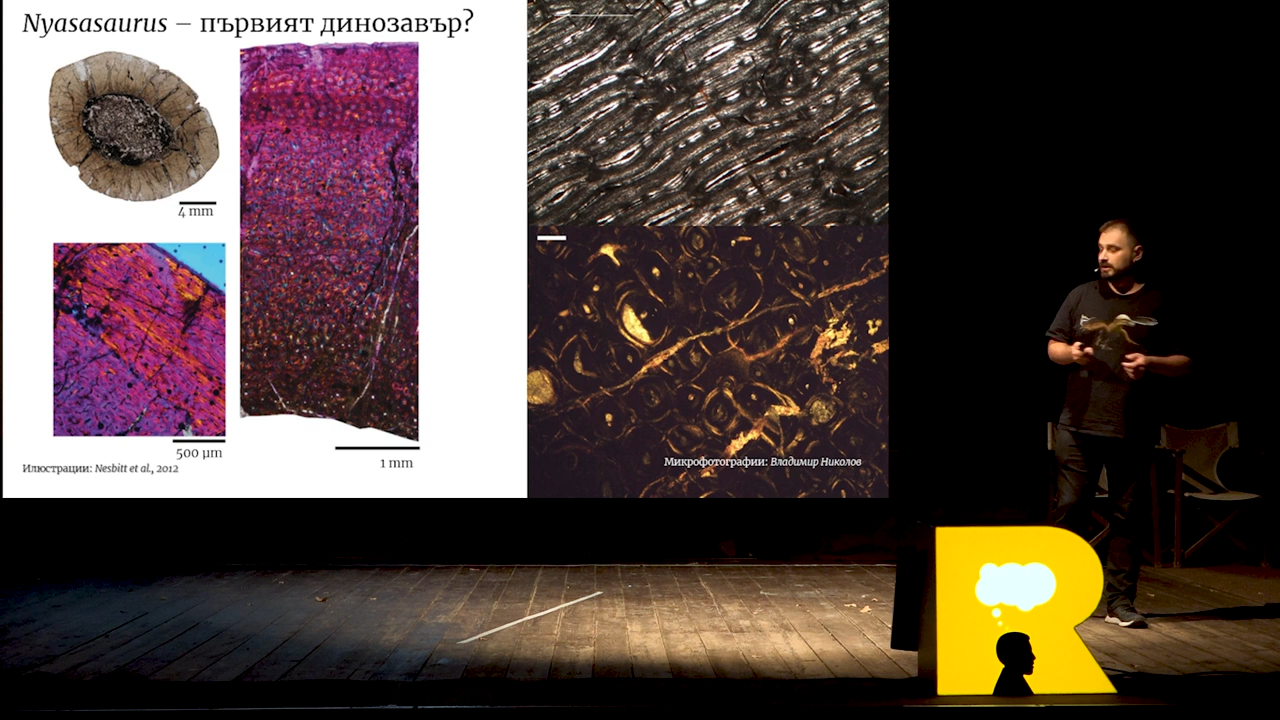 Nyasasaurus – първият динозавър?
4 mm
500 µm
1 mm
Илюстрации: Nesbitt et al., 2012
Микрофотографии: Владимир Николов
R